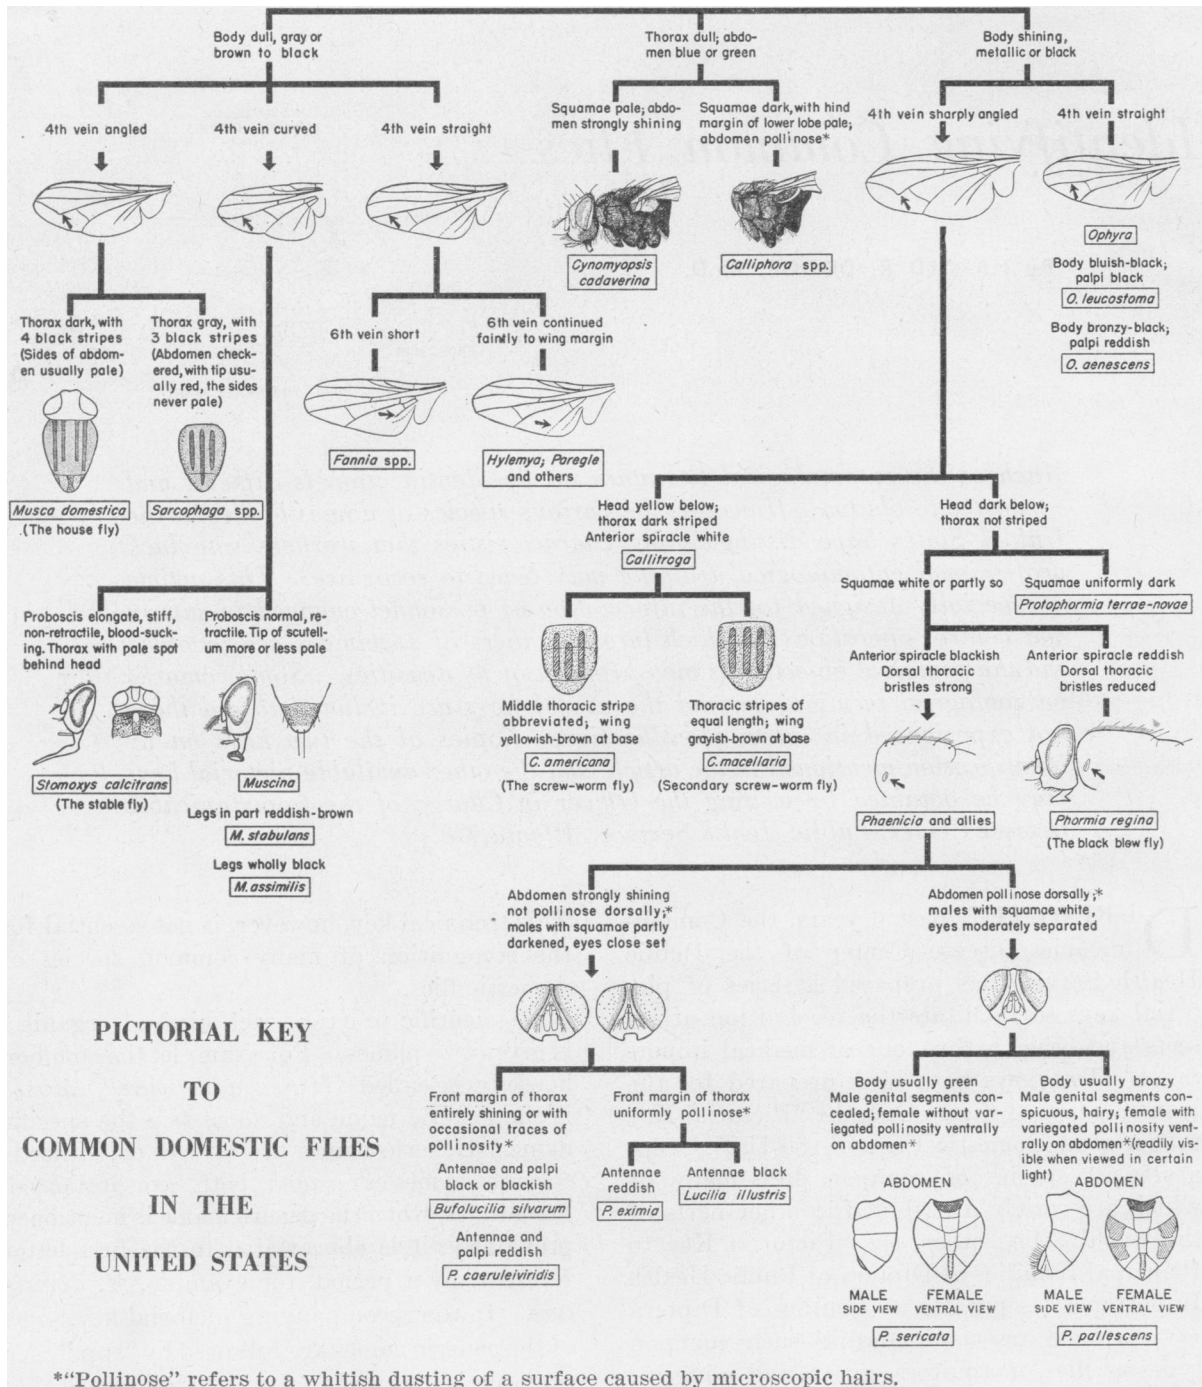 Body dull, gray or
brown to black
Thorax dull; abdo-
men blue or green
Body shining,
metallic or black
4th vein angled
4th vein curved
4th vein straight
Squamae pale; abdo-
men strongly shining
Squamae dark, with hind
margin of lower lobe pale;
abdomen pollinose*
4th vein sharply angled
4th vein straight
Cynomyopsis
cadaverina
Calliphora spp.
Ophyra
Body bluish-black;
palpi black
O. leucostoma
Body bronzy-black;
palpi reddish
O. aenescens
Thorax dark, with
4 black stripes
(Sides of abdom-
en usually pale)
Thorax gray, with
3 black stripes
(Abdomen check-
ered, with tip usu-
ally red, the sides
never pale)
6th vein short
6th vein continued
faintly to wing margin
Musca domestica
(The house fly)
Sarcophaga spp.
Fannia spp.
Hylemya; Paregle
and others
Head yellow below;
thorax dark striped
Anterior spiracle white
Callitroga
Head dark below;
thorax not striped
Squamae white or partly so
Squamae uniformly dark
Protophormia terrae-novae
Proboscis elongate, stiff,
non-retractile, blood-suck-
ing. Thorax with pale spot
behind head
Proboscis normal, re-
tractile. Tip of scutell-
um more or less pale
Stomoxys calcitrans
(The stable fly)
Muscina
Legs in part reddish-brown
M. stabulans
Legs wholly black
M. assimilis
Middle thoracic stripe
abbreviated; wing
yellowish-brown at base
C. americana
(The screw-worm fly)
Thoracic stripes of
equal length; wing
grayish-brown at base
C. macellaria
(Secondary screw-worm fly)
Anterior spiracle blackish
Dorsal thoracic
bristles strong
Anterior spiracle reddish
Dorsal thoracic
bristles reduced
Phaenicia and allies
Phormia regina
(The black blow fly)
Abdomen strongly shining
not pollinose dorsally;*
males with squamae partly
darkened, eyes close set
Abdomen pollinose dorsally;*
males with squamae white,
eyes moderately separated
PICTORIAL KEY
TO
COMMON DOMESTIC FLIES
IN THE
UNITED STATES
Front margin of thorax
entirely shining or with
occasional traces of
pollinosity*
Front margin of thorax
uniformly pollinose*
Antennae and palpi
black or blackish
Bufolucilia silvarum
Antennae and
palpi reddish
P. caeruleiviridis
Antennae
reddish
P. eximia
Antennae black
Lucilia illustris
Body usually green
Male genital segments con-
cealed; female without var-
iegated pollinosity ventrally
on abdomen*
Body usually bronzy
Male genital segments con-
spicuous, hairy; female with
variegated pollinosity vent-
rally on abdomen*(readily vis-
ible when viewed in certain
light)
ABDOMEN
MALE
SIDE VIEW
FEMALE
VENTRAL VIEW
P. sericata
ABDOMEN
MALE
SIDE VIEW
FEMALE
VENTRAL VIEW
P. pallescens
*"Pollinose" refers to a whitish dusting of a surface caused by microscopic hairs.